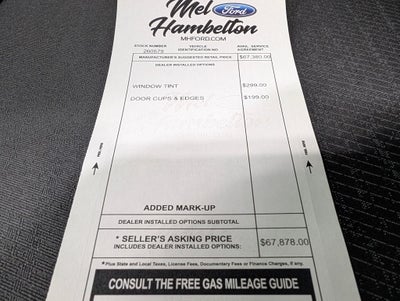 Mel Ford
Hambelton
MHFORD.COM
STOCK NUMBER VEHICLE IDENTIFICATION NO AVAIL. SERVICE AGREEMENT
260579
MANUFACTURER'S SUGGESTED RETAIL PRICE $67,380.00
DEALER INSTALLED OPTIONS
WINDOW TINT $299.00
DOOR CUPS & EDGES $199.00
ADDED MARK-UP
DEALER INSTALLED OPTIONS SUBTOTAL
* SELLER'S ASKING PRICE
INCLUDES DEALER INSTALLED OPTIONS: $67,878.00
*Plus State and Local Taxes, License Fees, Documentary Fees or Finance Charges, if any.
CONSULT THE FREE GAS MILEAGE GUIDE